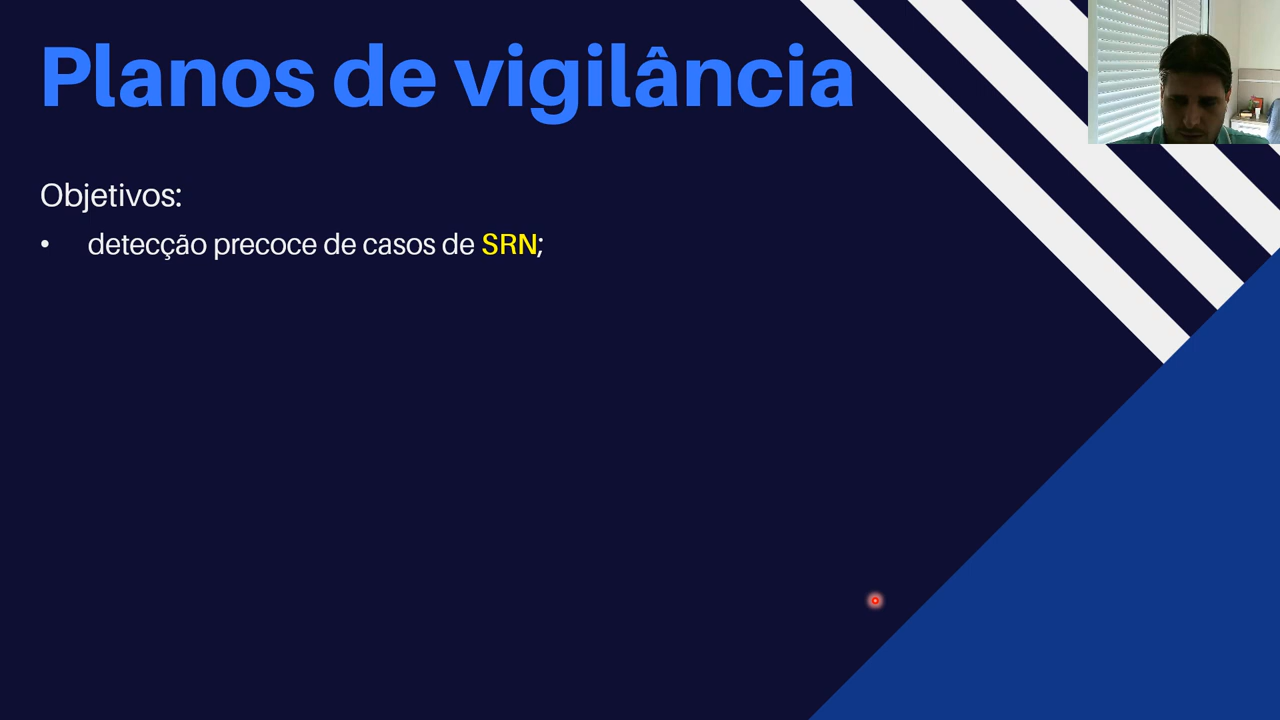 Planos de vigilância
Objetivos:
• detecção precoce de casos de SRN;